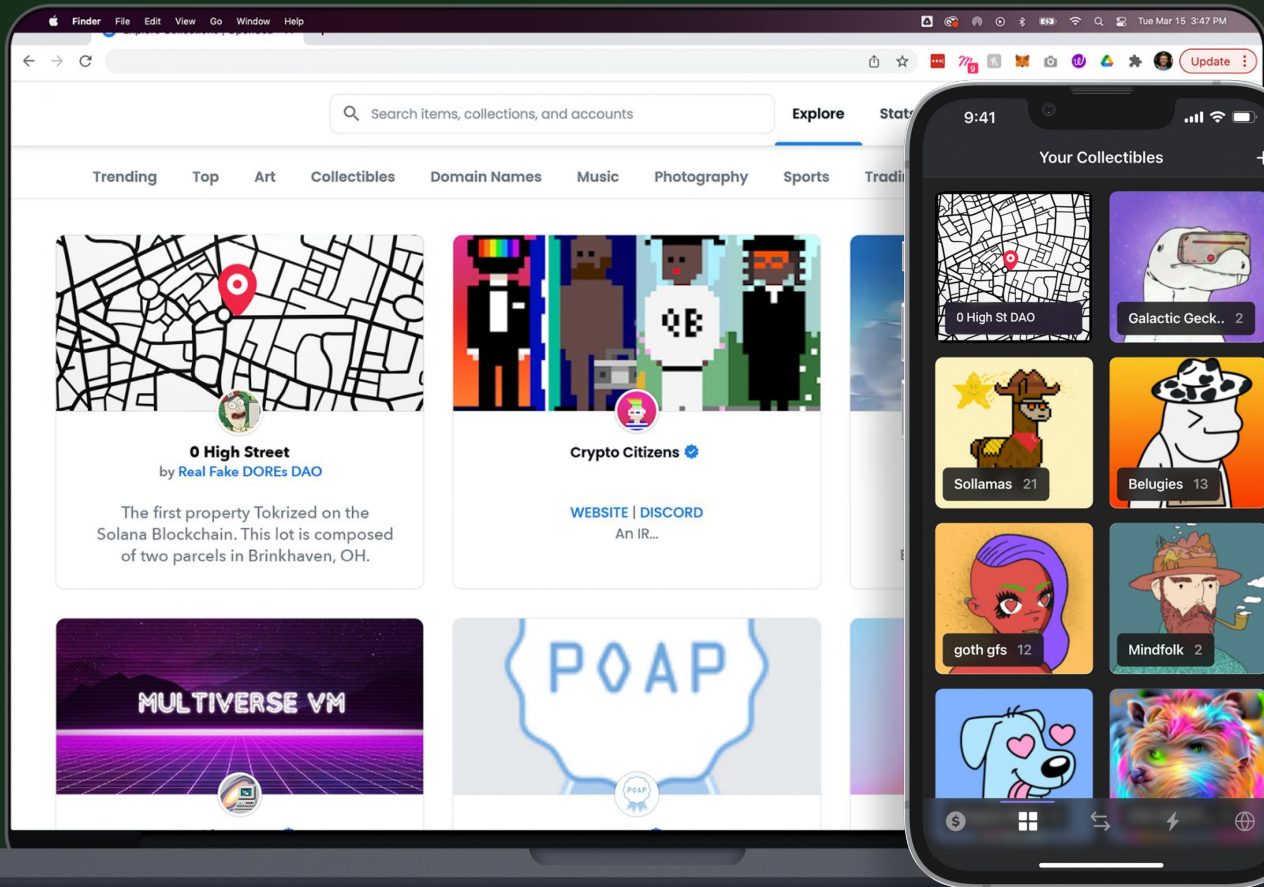 Finder File Edit View Go Window Help
Tue Mar 15 3:47 PM
9
Update
Search items, collections, and accounts
Explore
Trending Top Art Collectibles Domain Names Music Photography Sports
0 High Street
by Real Fake DOREs DAO
The first property Tokrized on the
Solana Blockchain. This lot is composed
of two parcels in Brinkhaven, OH.
QB
Crypto Citizens
WEBSITE | DISCORD
An IR...
MULTIVERSE VM
POAP
POAP
9:41
Your Collectibles
+
0 High St DAO
Galactic Geck.. 2
Sollamas 21
Belugies 13
goth gfs 12
Mindfolk 2
$